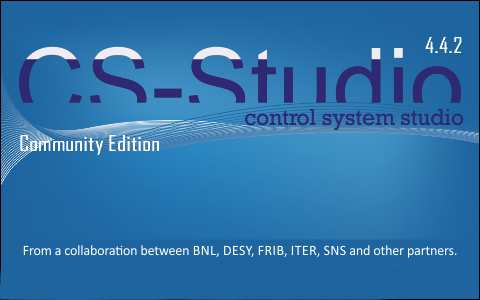 4.4.2
CS-Studio
control system studio
Community Edition
From a collaboration between BNL, DESY, FRIB, ITER, SNS and other partners.